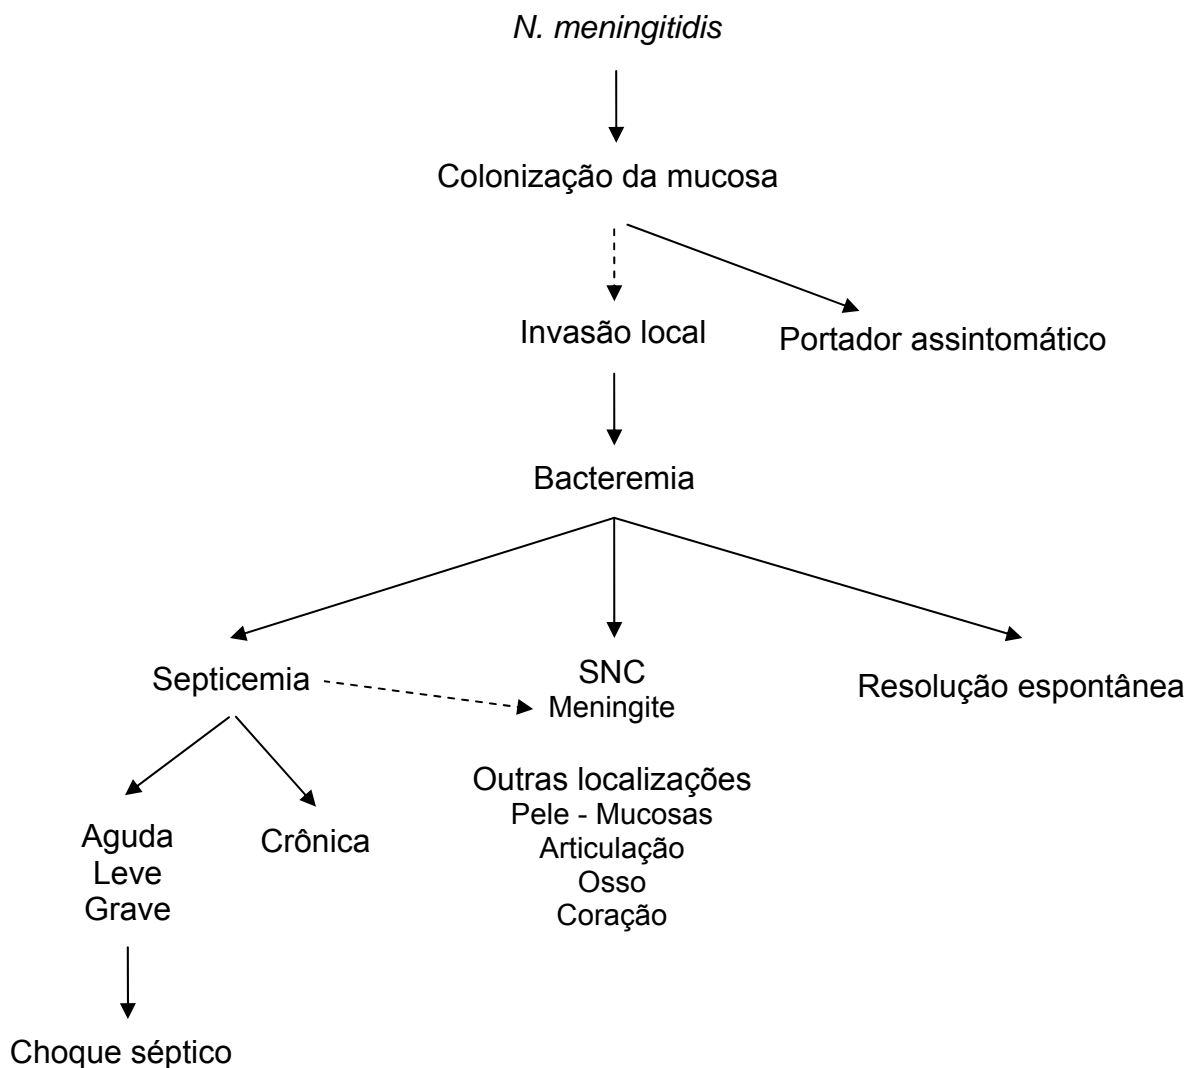 N. meningitidis
Colonização da mucosa
Invasão local
Portador assintomático
Bacteremia
Septicemia
SNC
Meningite
Resolução espontânea
Outras localizações
Pele - Mucosas
Articulação
Osso
Coração
Aguda
Leve
Grave
Crônica
Choque séptico